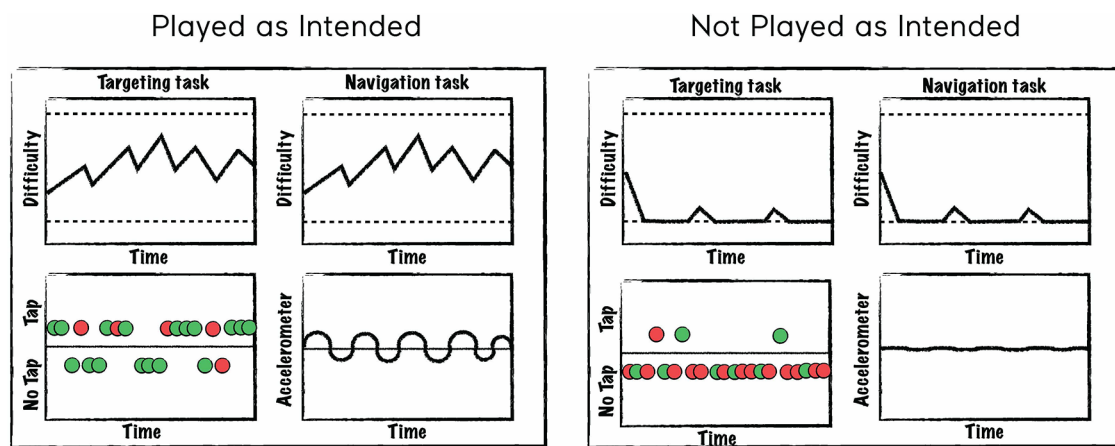 Played as Intended
Targeting task
Navigation task
Difficulty
Time
Difficulty
Time
Tap
No Tap
Time
Accelerometer
Time
Not Played as Intended
Targeting task
Navigation task
Difficulty
Time
Difficulty
Time
Tap
No Tap
Time
Accelerometer
Time